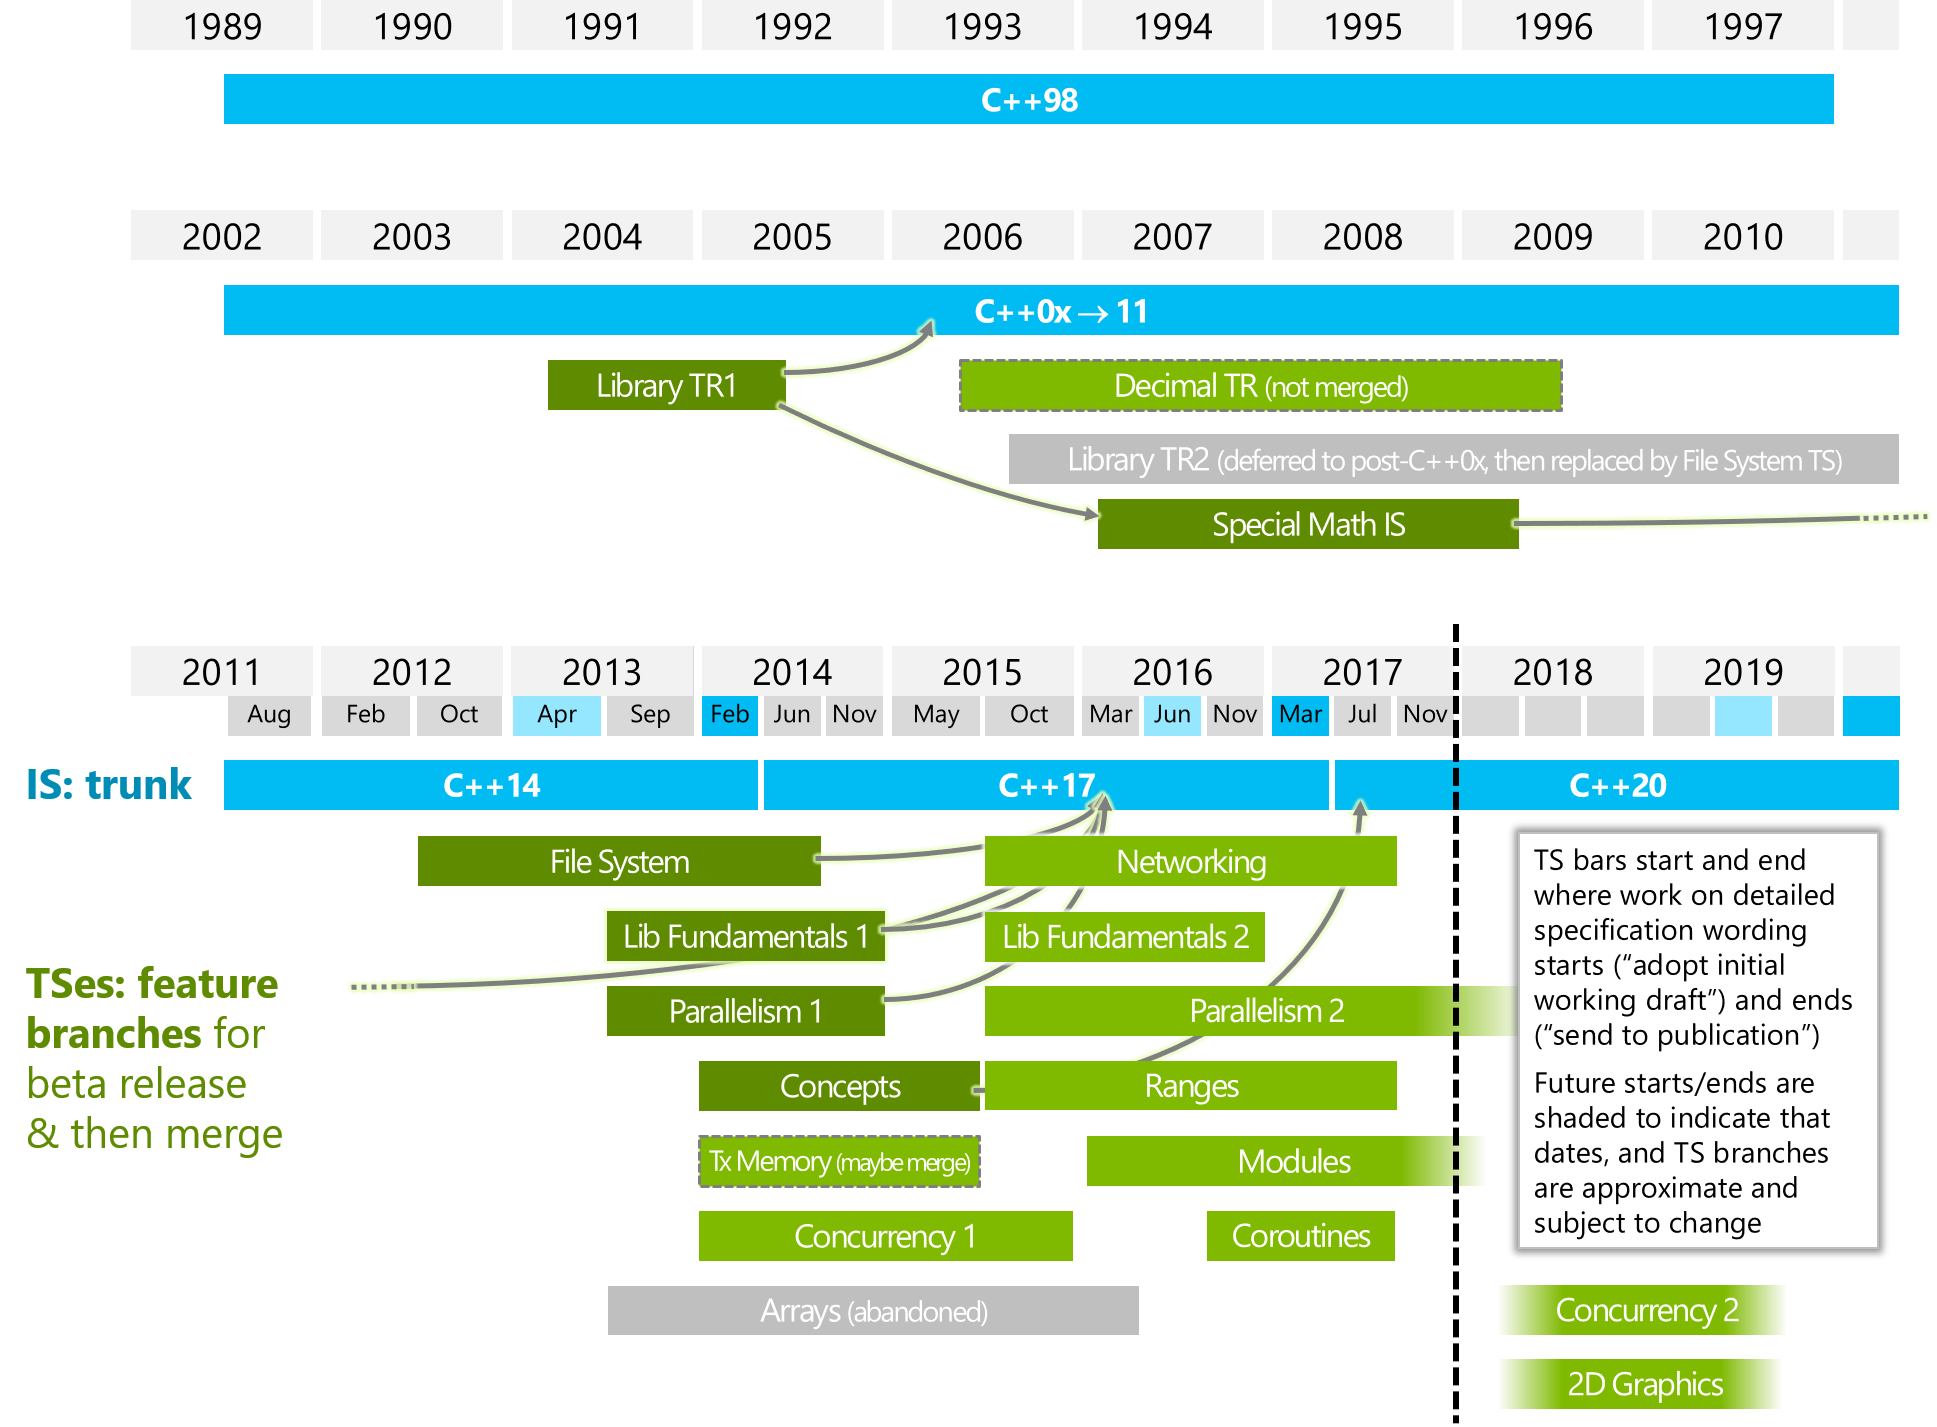 1989 1990 1991 1992 1993 1994 1995 1996 1997
C++98
2002 2003 2004 2005 2006 2007 2008 2009 2010
C++0x → 11
Library TR1
Decimal TR (not merged)
Library TR2 (deferred to post-C++0x, then replaced by File System TS)
Special Math IS
2011 2012 2013 2014 2015 2016 2017 2018 2019
Aug Feb Oct Apr Sep Feb Jun Nov May Oct Mar Jun Nov Mar Jul Nov
IS: trunk
C++14 C++17 C++20
File System
Networking
Lib Fundamentals 1
Lib Fundamentals 2
TSes: feature
branches for
beta release
& then merge
Parallelism 1
Parallelism 2
Concepts
Ranges
Tx Memory (maybe merge)
Modules
Concurrency 1
Coroutines
Arrays (abandoned)
TS bars start and end
where work on detailed
specification wording
starts (“adopt initial
working draft”) and ends
(“send to publication”)
Future starts/ends are
shaded to indicate that
dates, and TS branches
are approximate and
subject to change
Concurrency 2
2D Graphics